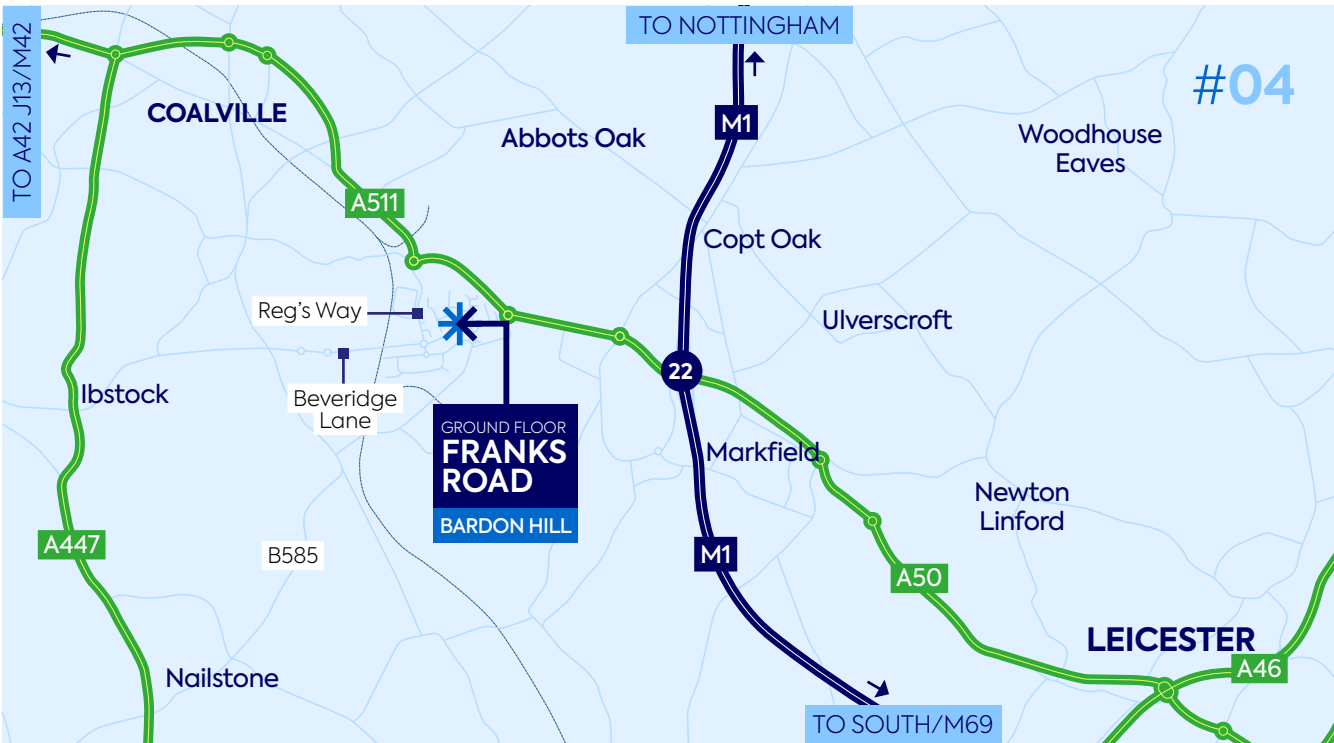 TO NOTTINGHAM
TO A42 J13/M42
#04
COALVILLE
M1
Abbots Oak
Woodhouse
Eaves
A511
Copt Oak
Reg's Way
Ulverscroft
22
Ibstock
Beveridge
Lane
GROUND FLOOR
FRANKS
ROAD
BARDON HILL
Markfield
Newton
Linford
A447
B585
M1
A50
LEICESTER
A46
Nailstone
TO SOUTH/M69